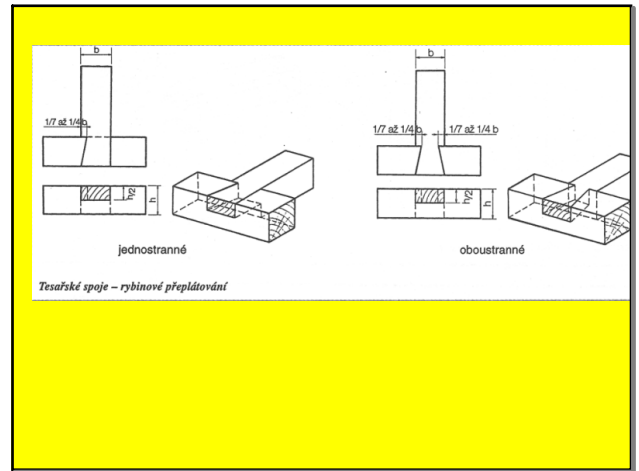 b
b
1/7 až 1/4 b
1/7 až 1/4 b
1/7 až 1/4 b
h/2
h
h/2
h
jednostranné
oboustranné
Tesařské spoje – rybinové přeplátování